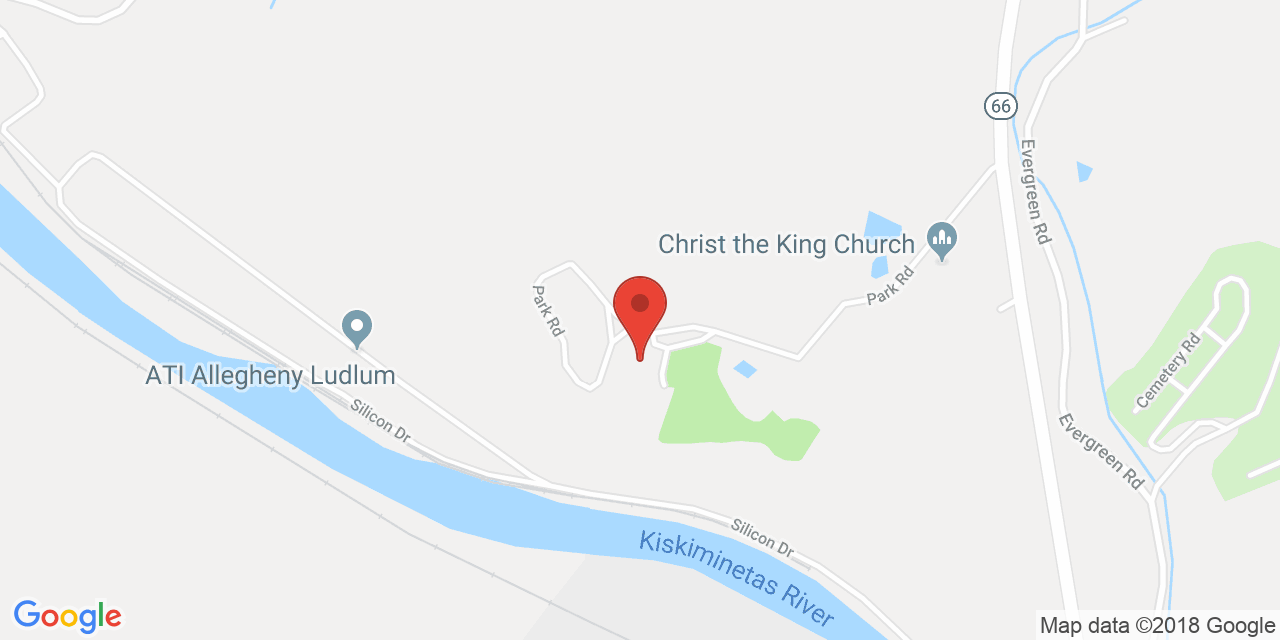 66
Evergreen Rd
Christ the King Church
Park Rd
Park Rd
ATI Allegheny Ludlum
Cemetery Rd
Silicon Dr
Evergreen Rd
Silicon Dr
Kiskiminetas River
Google
Map data ©2018 Google